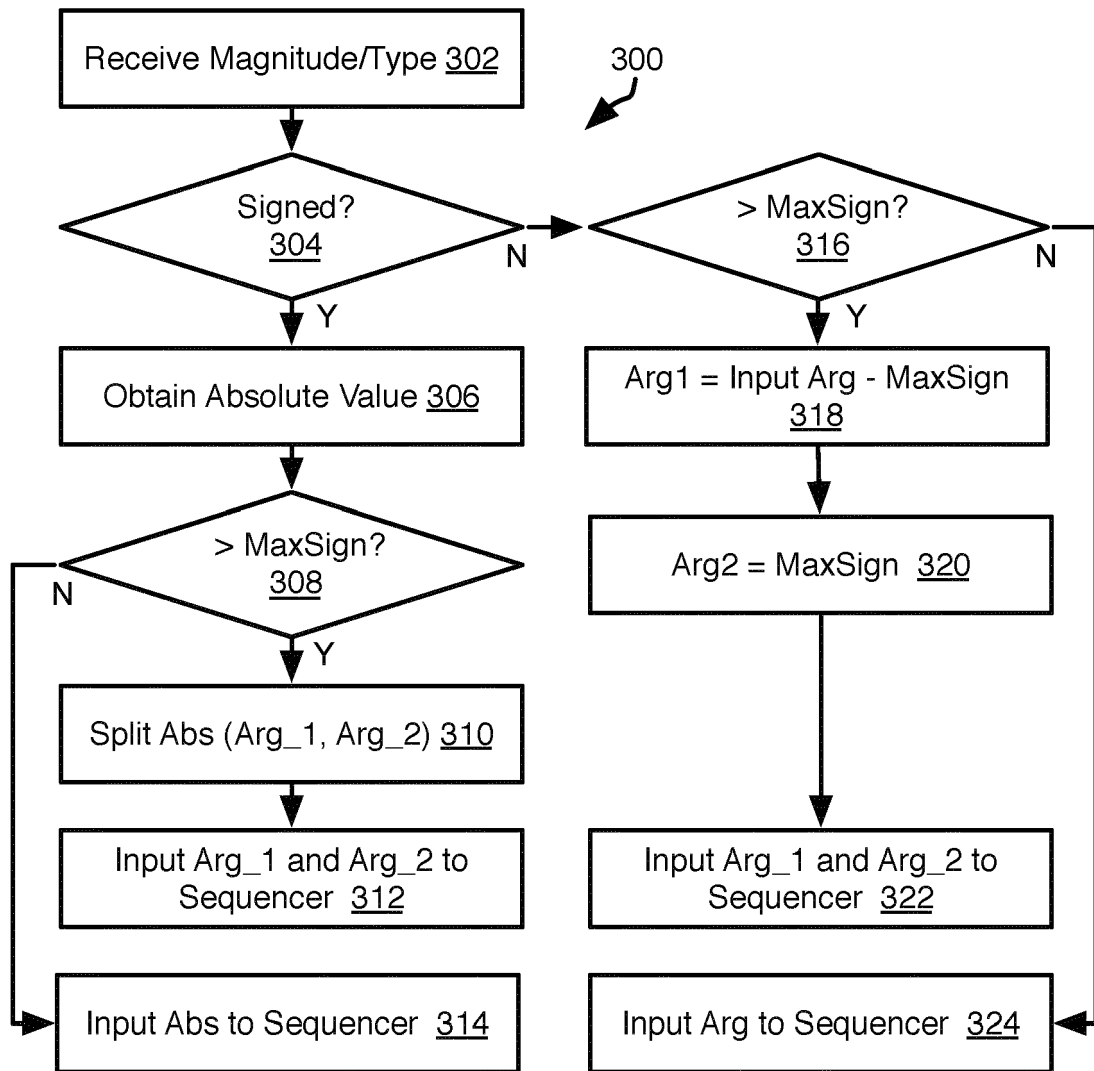 Receive Magnitude/Type 302
300
Signed?
304
N
Y
Obtain Absolute Value 306
> MaxSign?
308
N
Y
Split Abs (Arg_1, Arg_2) 310
Input Arg_1 and Arg_2 to
Sequencer 312
Input Abs to Sequencer 314
> MaxSign?
316
N
Y
Arg1 = Input Arg - MaxSign
318
Arg2 = MaxSign 320
Input Arg_1 and Arg_2 to
Sequencer 322
Input Arg to Sequencer 324